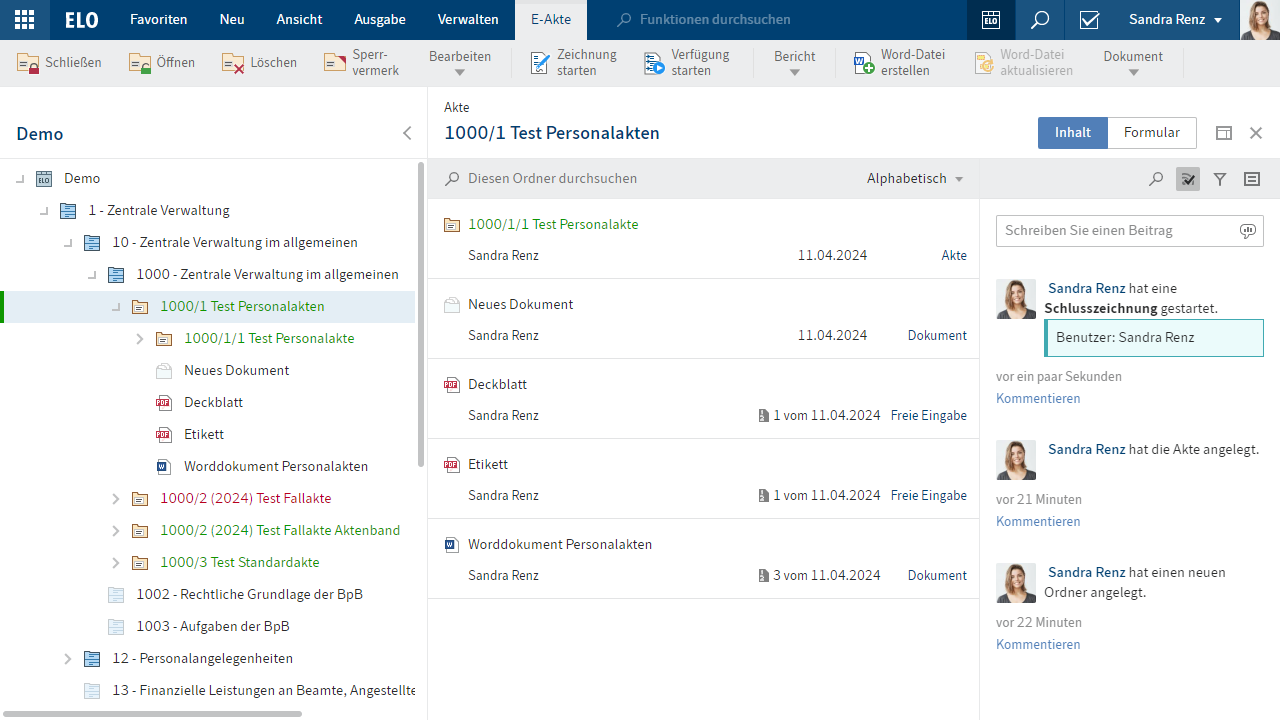 ELO Favoriten Neu Ansicht Ausgabe Verwalten E-Akte Funktionen durchsuchen ELO Sandra Renz
Schließen Öffnen Löschen Sperr-
vermerk Bearbeiten Zeichnung
starten Verfügung
starten Bericht Word-Datei
erstellen Word-Datei
aktualisieren Dokument
Demo
Akte
1000/1 Test Personalakten
Inhalt Formular
Demo
1 - Zentrale Verwaltung
10 - Zentrale Verwaltung im allgemeinen
1000 - Zentrale Verwaltung im allgemeinen
1000/1 Test Personalakten
1000/1/1 Test Personalakte
Neues Dokument
Deckblatt
Etikett
Worddokument Personalakten
1000/2 (2024) Test Fallakte
1000/2 (2024) Test Fallakte Aktenband
1000/3 Test Standardakte
1002 - Rechtliche Grundlage der BpB
1003 - Aufgaben der BpB
12 - Personalangelegenheiten
13 - Finanzielle Leistungen an Beamte, Angestellte
Diesen Ordner durchsuchen Alphabetisch
1000/1/1 Test Personalakte
Sandra Renz 11.04.2024 Akte
Neues Dokument
Sandra Renz 11.04.2024 Dokument
Deckblatt
Sandra Renz 1 vom 11.04.2024 Freie Eingabe
Etikett
Sandra Renz 1 vom 11.04.2024 Freie Eingabe
Worddokument Personalakten
Sandra Renz 3 vom 11.04.2024 Dokument
Schreiben Sie einen Beitrag
Sandra Renz hat eine
Schlusszeichnung gestartet.
Benutzer: Sandra Renz
vor ein paar Sekunden
Kommentieren
Sandra Renz hat die Akte angelegt.
vor 21 Minuten
Kommentieren
Sandra Renz hat einen neuen
Ordner angelegt.
vor 22 Minuten
Kommentieren